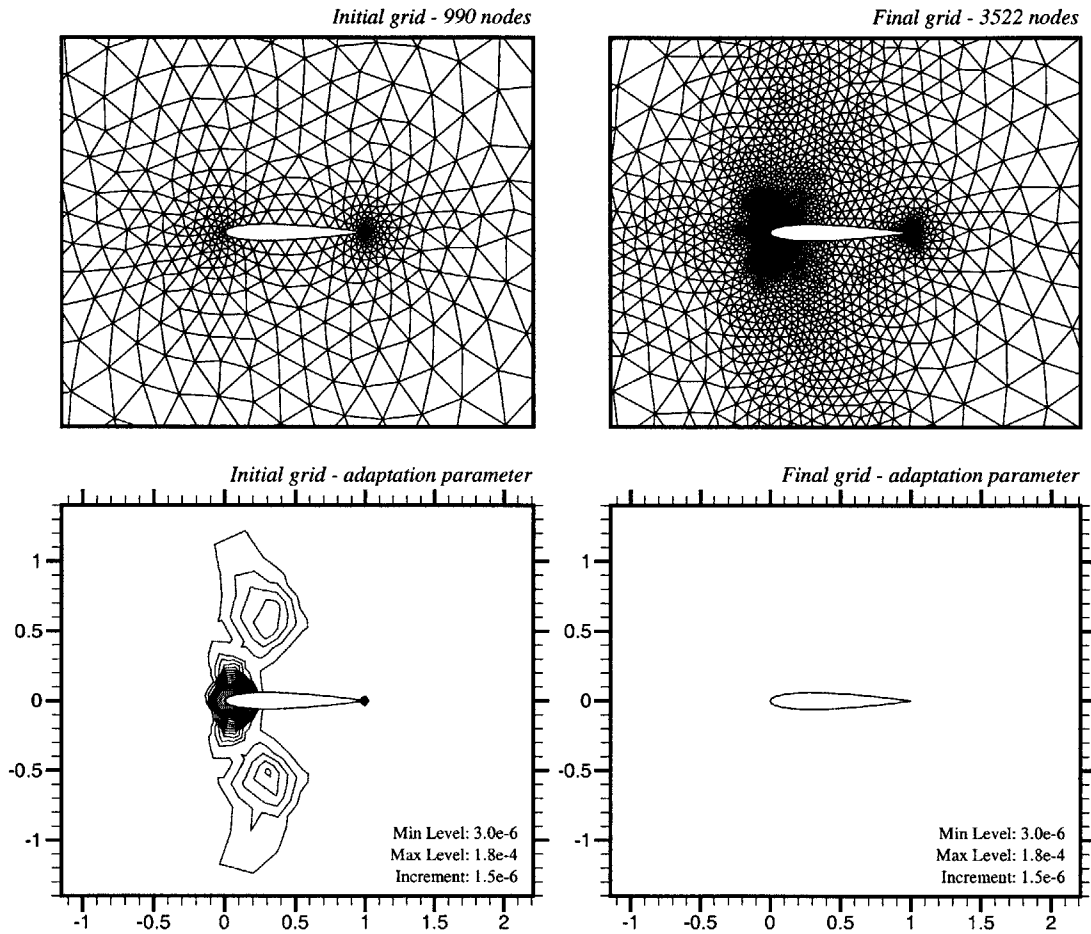 Initial grid - 990 nodes
Final grid - 3522 nodes
Initial grid - adaptation parameter
Final grid - adaptation parameter
1
0.5
0
-0.5
-1
Min Level: 3.0e-6
Max Level: 1.8e-4
Increment: 1.5e-6
Min Level: 3.0e-6
Max Level: 1.8e-4
Increment: 1.5e-6
1
0.5
0
-0.5
-1
-1 -0.5 0 0.5 1 1.5 2
-1 -0.5 0 0.5 1 1.5 2